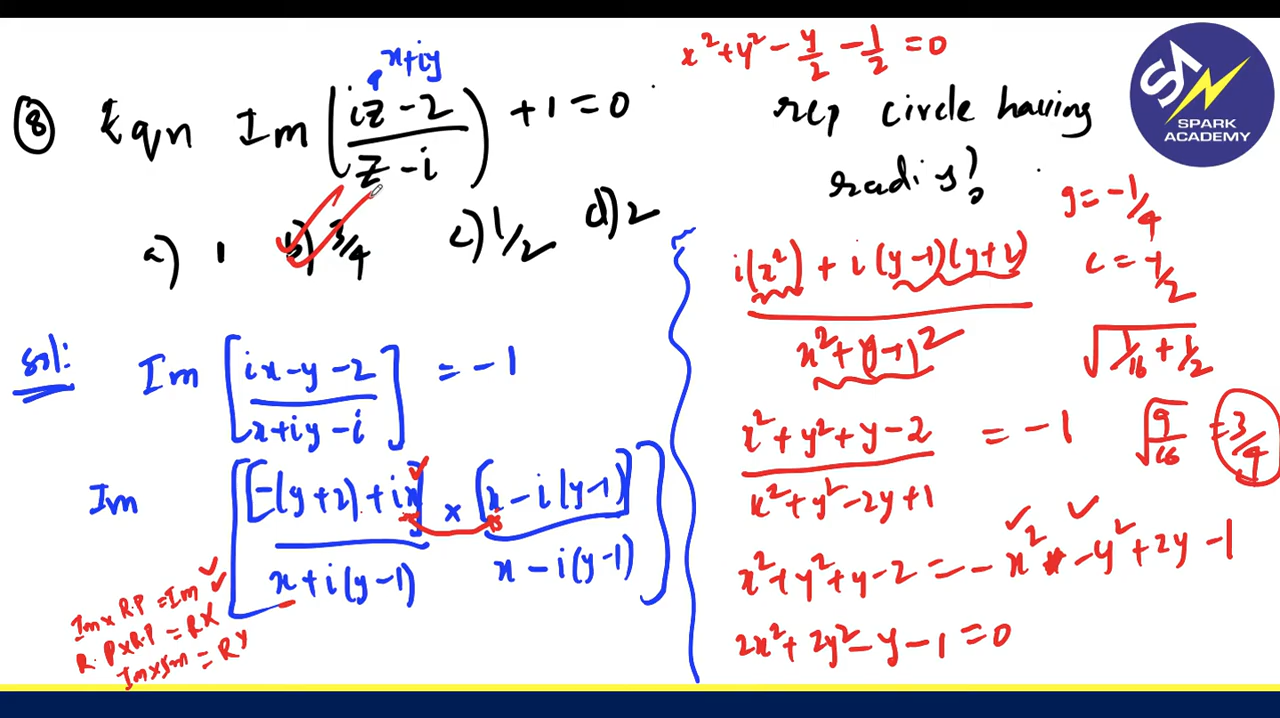 x+iy
⑧ Eqn Im (iz - 2 / z - i) + 1 = 0 rep circle having
radius?
a) 1 b) 3/4 c) 1/2 d) 2
Sol: Im [ix - y - 2 / x + iy - i] = -1
Im [[-(y+2) + ix] / x + i(y-1) × (x - i(y-1)) / x - i(y-1)]
Im x R.P = Im ✓
R.P x R.P = R X
Im x Im = R
x² + y² - y/2 - 1/2 = 0
SPARK
ACADEMY
g = -1/4
i(x²) + i(y-1)(y+2) / x² + (y-1)²
c = -1/2
√1/16 + 1/2
x² + y² + y - 2 / x² + y² - 2y + 1 = -1
√9/16 = 3/4
x² + y² + y - 2 = - x² - y² + 2y - 1
2x² + 2y² - y - 1 = 0